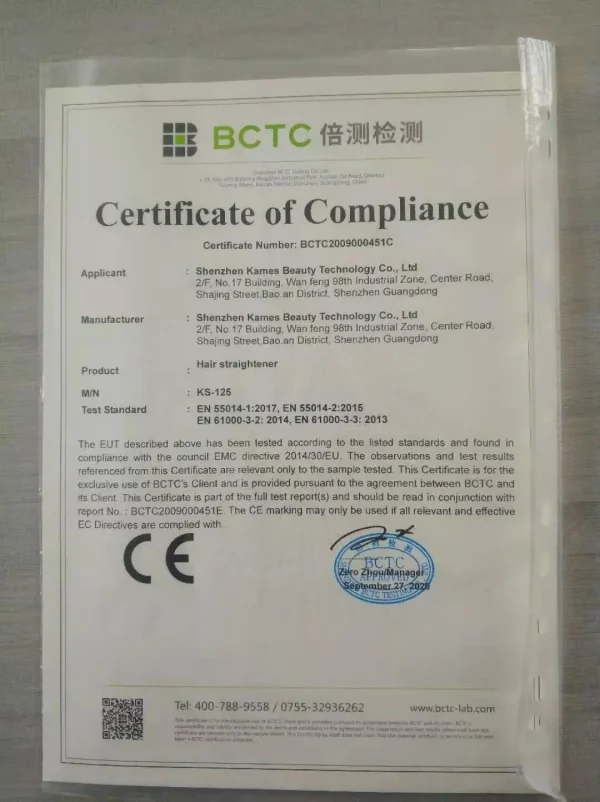 BCTC 倍测检测
Certificate of Compliance
Certificate Number: BCTC2009000451C
Applicant : Shenzhen Kames Beauty Technology Co., Ltd
2/F, No.17 Building, Wan feng 98th Industrial Zone, Center Road,
Shajing Street,Bao.an District, Shenzhen Guangdong
Manufacturer : Shenzhen Kames Beauty Technology Co., Ltd
2/F, No.17 Building, Wan feng 98th Industrial Zone, Center Road,
Shajing Street,Bao.an District, Shenzhen Guangdong
Product : Hair straightener
M/N : KS-125
Test Standard : EN 55014-1:2017, EN 55014-2:2015
EN 61000-3-2: 2014, EN 61000-3-3: 2013
The EUT described above has been tested according to the listed standards and found in
compliance with the council EMC directive 2014/30/EU. The observations and test results
referenced from this Certificate are relevant only to the sample tested. This Certificate is for the
exclusive use of BCTC's Client and is provided pursuant to the agreement between BCTC and
its Client. This Certificate is part of the full test report(s) and should be read in conjunction with
report No. : BCTC2009000451E. The CE marking may only be used if all relevant and effective
EC Directives are complied with.
CE
BCTC
Zero Zhou/Manager
APPROVED
September 27, 2020
Tel: 400-788-9558 / 0755-32936262 www.bctc-lab.com